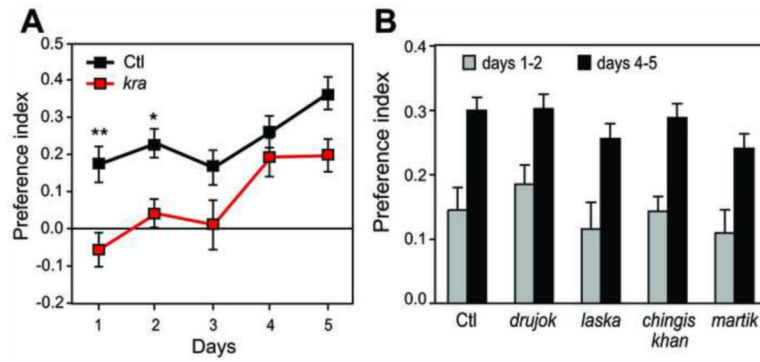 A
Ctl
kra
Preference index
0.5
0.4
0.3
0.2
0.1
0.0
-0.1
-0.2
**
*
1 2 3 4 5
Days
B
days 1-2 days 4-5
Preference index
0.4
0.3
0.2
0.1
0.0
Ctl drujok laska chingis martik
khan